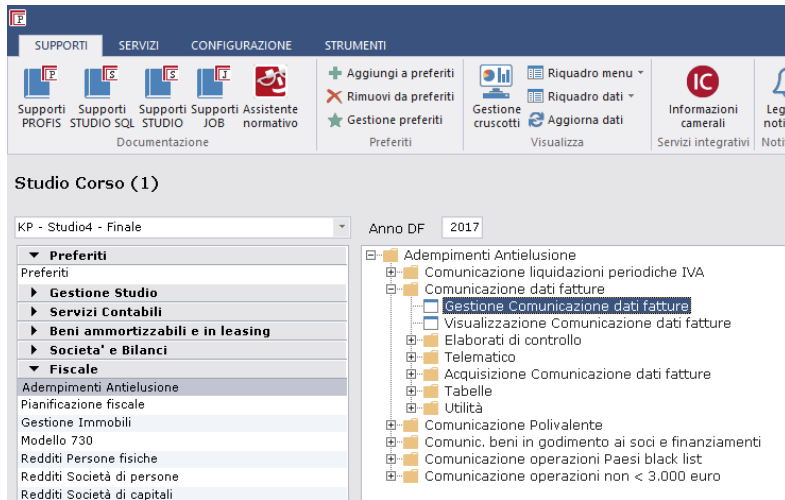 P
SUPPORTI SERVIZI CONFIGURAZIONE STRUMENTI
P S S J
Supporti PROFIS
Supporti STUDIO SQL
Supporti STUDIO
Supporti JOB
Assistente normativo
Documentazione
Aggiungi a preferiti
Rimuovi da preferiti
Gestione preferiti
Preferiti
Gestione cruscotti
Riquadro menu
Riquadro dati
Aggiorna dati
Visualizza
IC
Informazioni camerali
Servizi integrativi
Studio Corso (1)
KP - Studio4 - Finale
Anno DF 2017
Preferiti
Preferiti
Gestione Studio
Servizi Contabili
Beni ammortizzabili e in leasing
Societa' e Bilanci
Fiscale
Adempimenti Antielusione
Pianificazione fiscale
Gestione Immobili
Modello 730
Redditi Persone fisiche
Redditi Società di persone
Redditi Società di capitali
Adempimenti Antielusione
Comunicazione liquidazioni periodiche IVA
Comunicazione dati fatture
Gestione Comunicazione dati fatture
Visualizzazione Comunicazione dati fatture
Elaborati di controllo
Telematico
Acquisizione Comunicazione dati fatture
Tabelle
Utilità
Comunicazione Polivalente
Comunic. beni in godimento ai soci e finanziamenti
Comunicazione operazioni Paesi black list
Comunicazione operazioni non < 3.000 euro